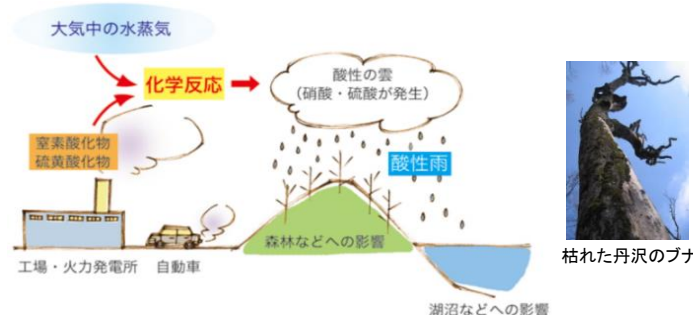 大気中の水蒸気
化学反応
酸性の雲
（硝酸・硫酸が発生）
窒素酸化物
硫黄酸化物
酸性雨
森林などへの影響
工場・火力発電所
自動車
湖沼などへの影響
枯れた丹沢のブナ